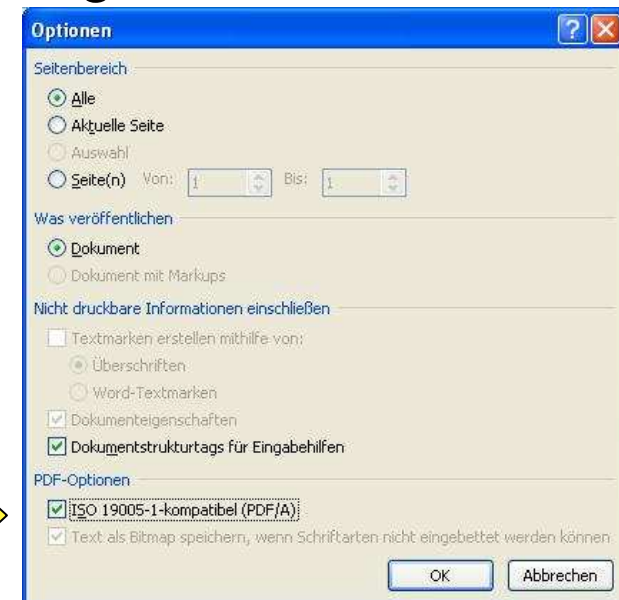 Optionen
Seitenbereich
Alle
Aktuelle Seite
Auswahl
Seite(n) Von: 1 Bis: 1
Was veröffentlichen
Dokument
Dokument mit Markups
Nicht druckbare Informationen einschließen
Textmarken erstellen mithilfe von:
Überschriften
Word-Textmarken
Dokumenteigenschaften
Dokumentstrukturtags für Eingabehilfen
PDF-Optionen
ISO 19005-1-kompatibel (PDF/A)
Text als Bitmap speichern, wenn Schriftarten nicht eingebettet werden können
OK Abbrechen